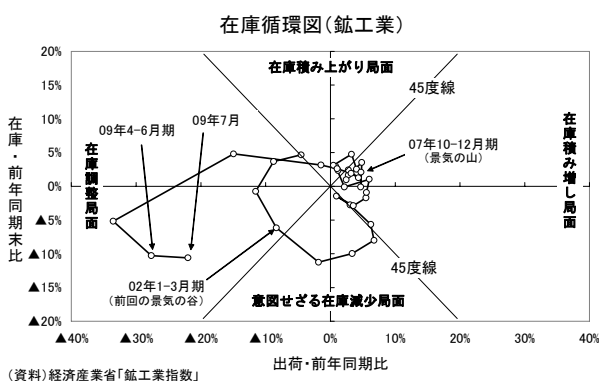 在庫循環図(鉱工業)
20%
15%
10%
5%
0%
▲5%
▲10%
▲15%
▲20%
在庫・前年同期末比
在庫積み上がり局面
45度線
09年4-6月期
09年7月
07年10-12月期
(景気の山)
在庫調整局面
在庫積み増し局面
02年1-3月期
(前回の景気の谷)
45度線
意図せざる在庫減少局面
▲40% ▲30% ▲20% ▲10% 0% 10% 20% 30% 40%
出荷・前年同期比
(資料)経済産業省「鉱工業指数」